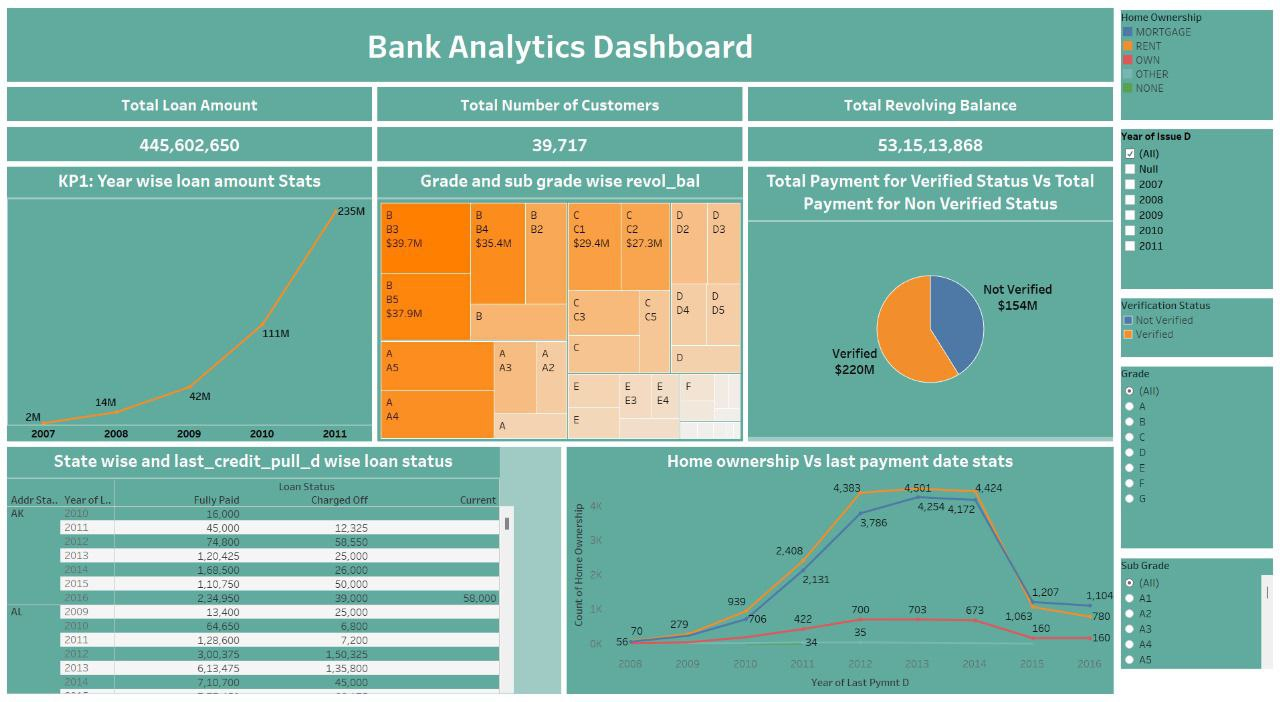 Bank Analytics Dashboard
Total Loan Amount
Total Number of Customers
Total Revolving Balance
445,602,650
39,717
53,15,13,868
KP1: Year wise loan amount Stats
235M
111M
42M
14M
2M
2007 2008 2009 2010 2011
Grade and sub grade wise revol_bal
B
B3
$39.7M
B
B4
$35.4M
B
B2
B
B5
$37.9M
B
A
A5
A
A3
A
A2
A
A4
A
C
C1
$29.4M
C
C2
$27.3M
C
C3
C
C5
C
D
D2
D
D3
D
D4
D
D5
D
E
E
E3
E
E4
E
F
Total Payment for Verified Status Vs Total
Payment for Non Verified Status
Not Verified
$154M
Verified
$220M
State wise and last_credit_pull_d wise loan status
Loan Status
Addr Sta.. Year of L.. Fully Paid Charged Off Current
AK 2010 16,000
2011 45,000 12,325
2012 74,800 58,550
2013 1,20,425 25,000
2014 1,68,500 26,000
2015 1,10,750 50,000
2016 2,34,950 39,000 58,000
AL 2009 13,400 25,000
2010 64,650 6,800
2011 1,28,600 7,200
2012 3,00,375 1,50,325
2013 6,13,475 1,35,800
2014 7,10,700 45,000
Home ownership Vs last payment date stats
Count of Home Ownership
4K
3K
2K
1K
0K
56
70
279
939
706
2,408
2,131
422
34
4,383
3,786
700
35
4,501
4,254
703
4,424
4,172
673
1,207
1,063
160
1,104
780
160
2008 2009 2010 2011 2012 2013 2014 2015 2016
Year of Last Pymnt D
Home Ownership
MORTGAGE
RENT
OWN
OTHER
NONE
Year of Issue D
(All)
Null
2007
2008
2009
2010
2011
Verification Status
Not Verified
Verified
Grade
(All)
A
B
C
D
E
F
G
Sub Grade
(All)
A1
A2
A3
A4
A5